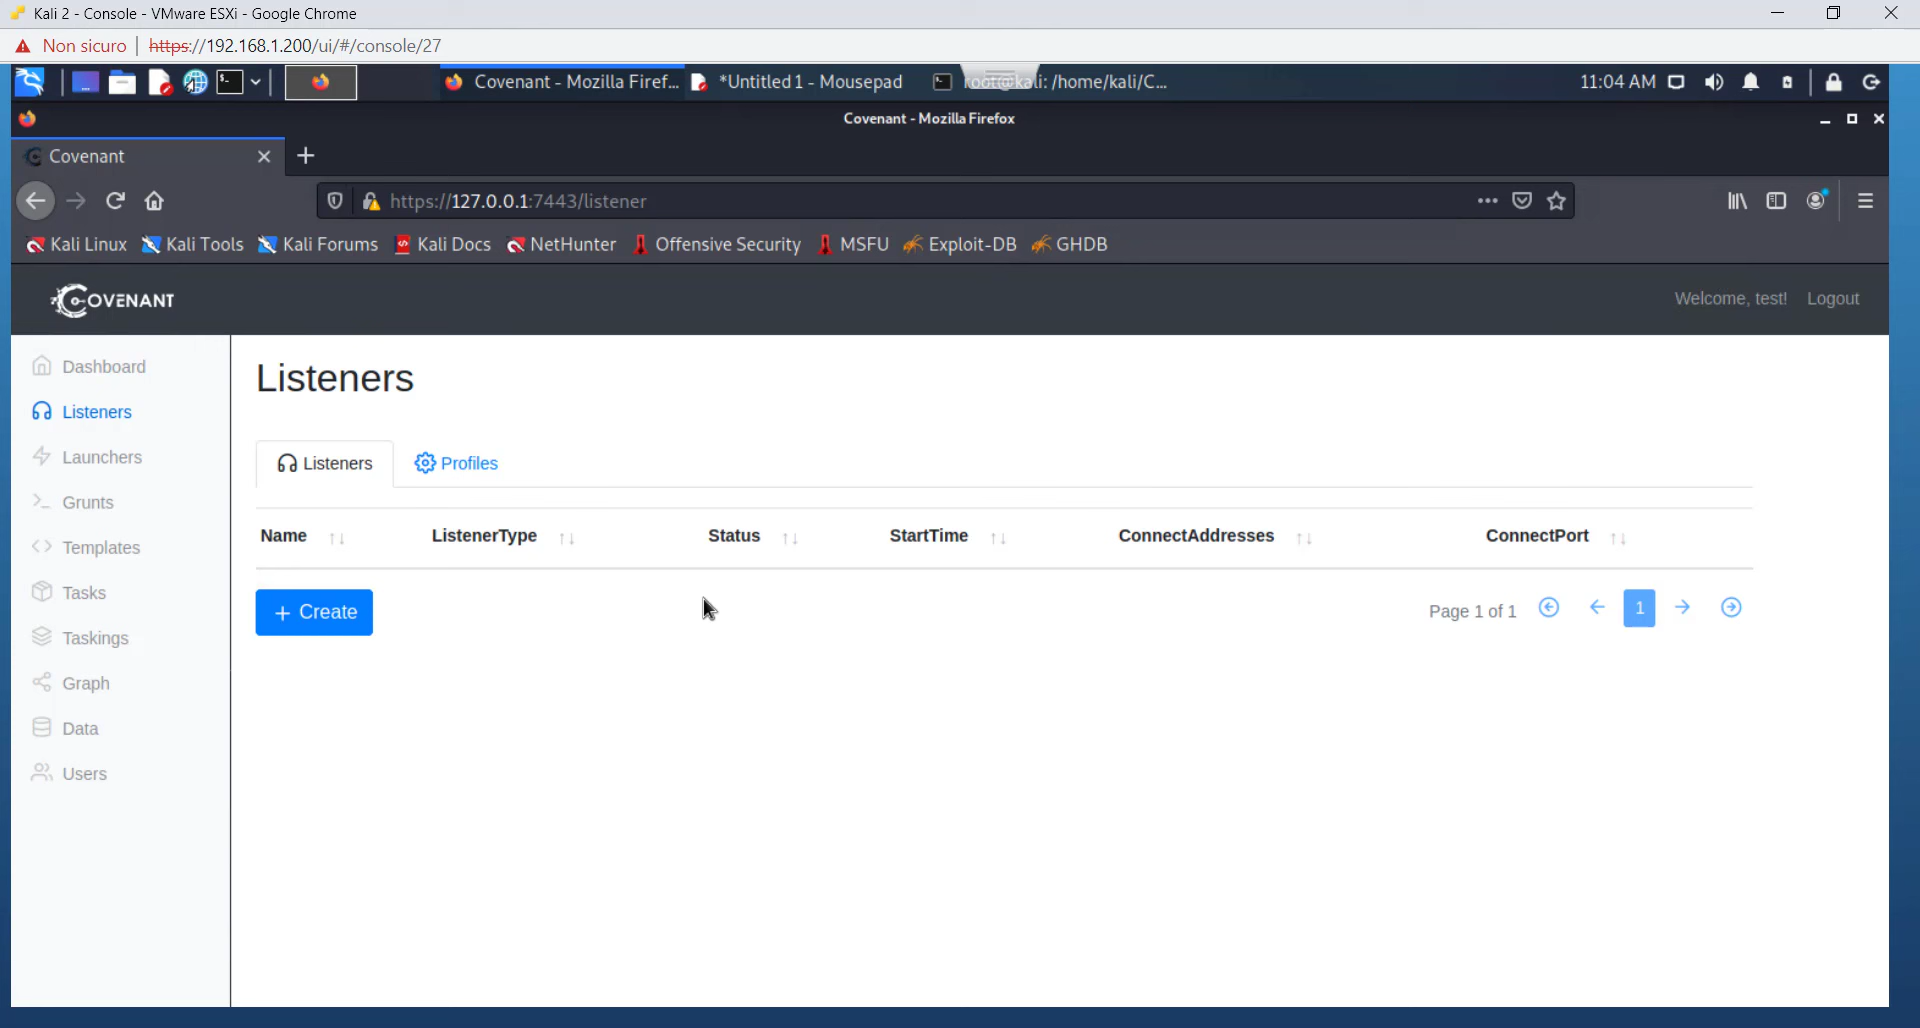 Kali 2 - Console - VMware ESXi - Google Chrome
Non sicuro | https://192.168.1.200/ui/#/console/27
Covenant - Mozilla Firef... *Untitled 1 - Mousepad root@kali: /home/kali/C... 11:04 AM
Covenant - Mozilla Firefox
Covenant
https://127.0.0.1:7443/listener
Kali Linux Kali Tools Kali Forums Kali Docs NetHunter Offensive Security MSFU Exploit-DB GHDB
COVENANT Welcome, test! Logout
Dashboard
Listeners
Launchers
Grunts
Templates
Tasks
Taskings
Graph
Data
Users
Listeners
Listeners Profiles
Name ListenerType Status StartTime ConnectAddresses ConnectPort
+ Create Page 1 of 1 1